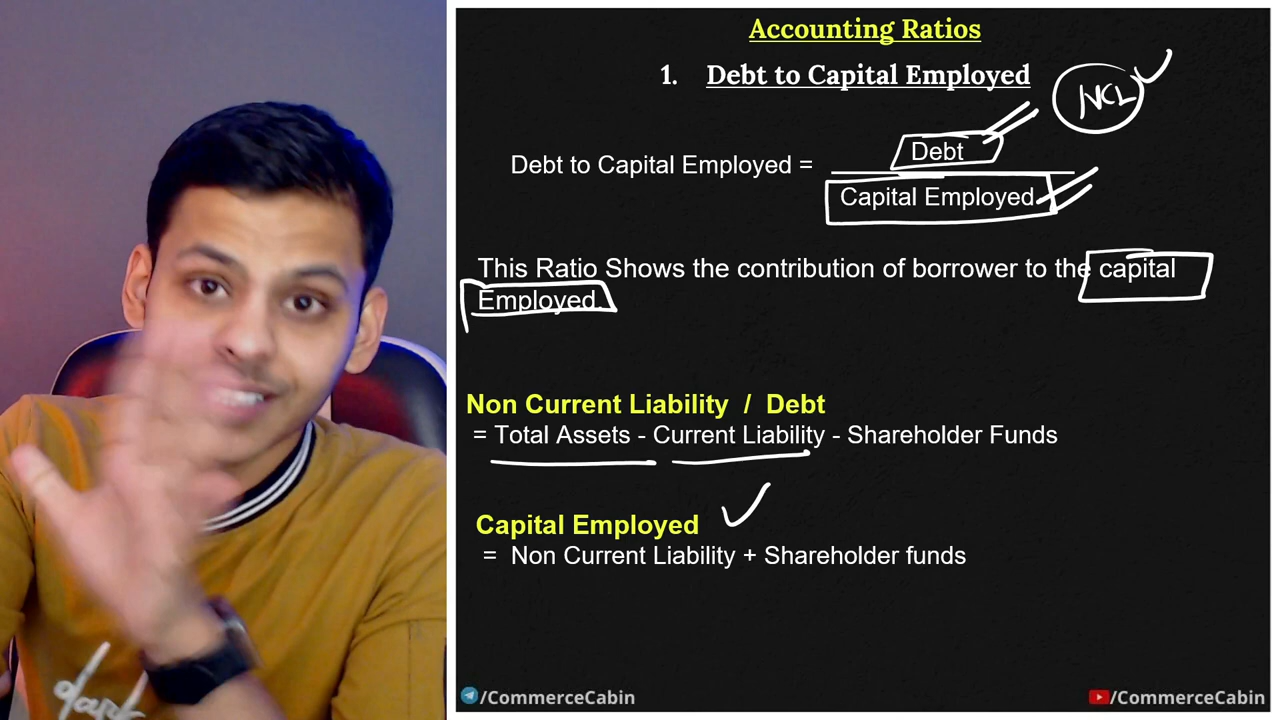 Accounting Ratios
1. Debt to Capital Employed
NCL
Debt to Capital Employed =
Debt
Capital Employed
This Ratio Shows the contribution of borrower to the capital
Employed
Non Current Liability / Debt
= Total Assets - Current Liability - Shareholder Funds
Capital Employed
= Non Current Liability + Shareholder funds
dark
/CommerceCabin
/CommerceCabin